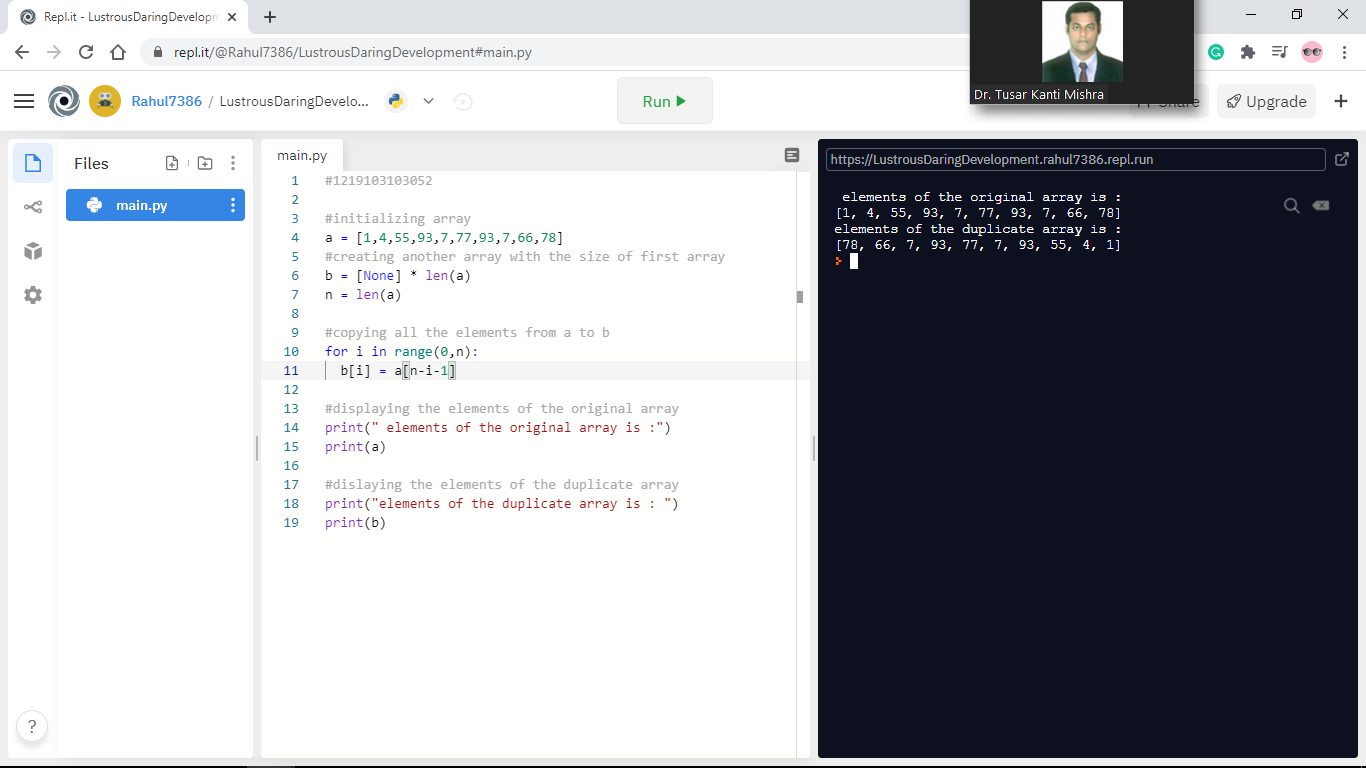 Repl.it - LustrousDaringDevelopm
repl.it/@Rahul7386/LustrousDaringDevelopment#main.py
Dr. Tusar Kanti Mishra
Rahul7386 / LustrousDaringDevelo...
Run
Share
Upgrade
Files
main.py
main.py
1 #1219103103052
2
3 #initializing array
4 a = [1,4,55,93,7,77,93,7,66,78]
5 #creating another array with the size of first array
6 b = [None] * len(a)
7 n = len(a)
8
9 #copying all the elements from a to b
10 for i in range(0,n):
11 b[i] = a[n-i-1]
12
13 #displaying the elements of the original array
14 print(" elements of the original array is :")
15 print(a)
16
17 #dislaying the elements of the duplicate array
18 print("elements of the duplicate array is : ")
19 print(b)
https://LustrousDaringDevelopment.rahul7386.repl.run
elements of the original array is :
[1, 4, 55, 93, 7, 77, 93, 7, 66, 78]
elements of the duplicate array is :
[78, 66, 7, 93, 77, 7, 93, 55, 4, 1]
?